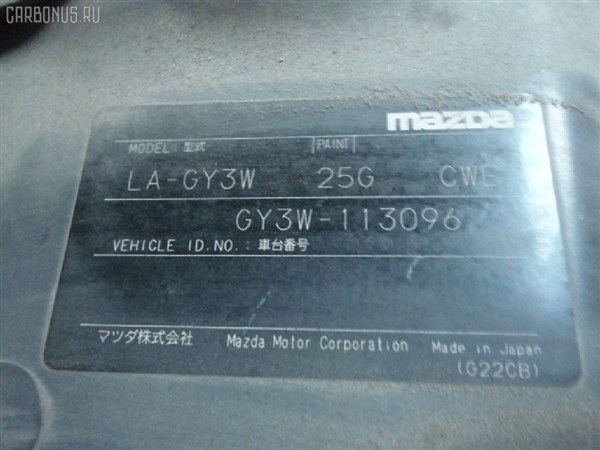 CARBONUS.RU
mazda
MODEL: 型式 PAINT
LA-GY3W 25G CWE
GY3W-113096
VEHICLE ID.NO.: 車台番号
マツダ株式会社 Mazda Motor Corporation Made in Japan
(G22CB)